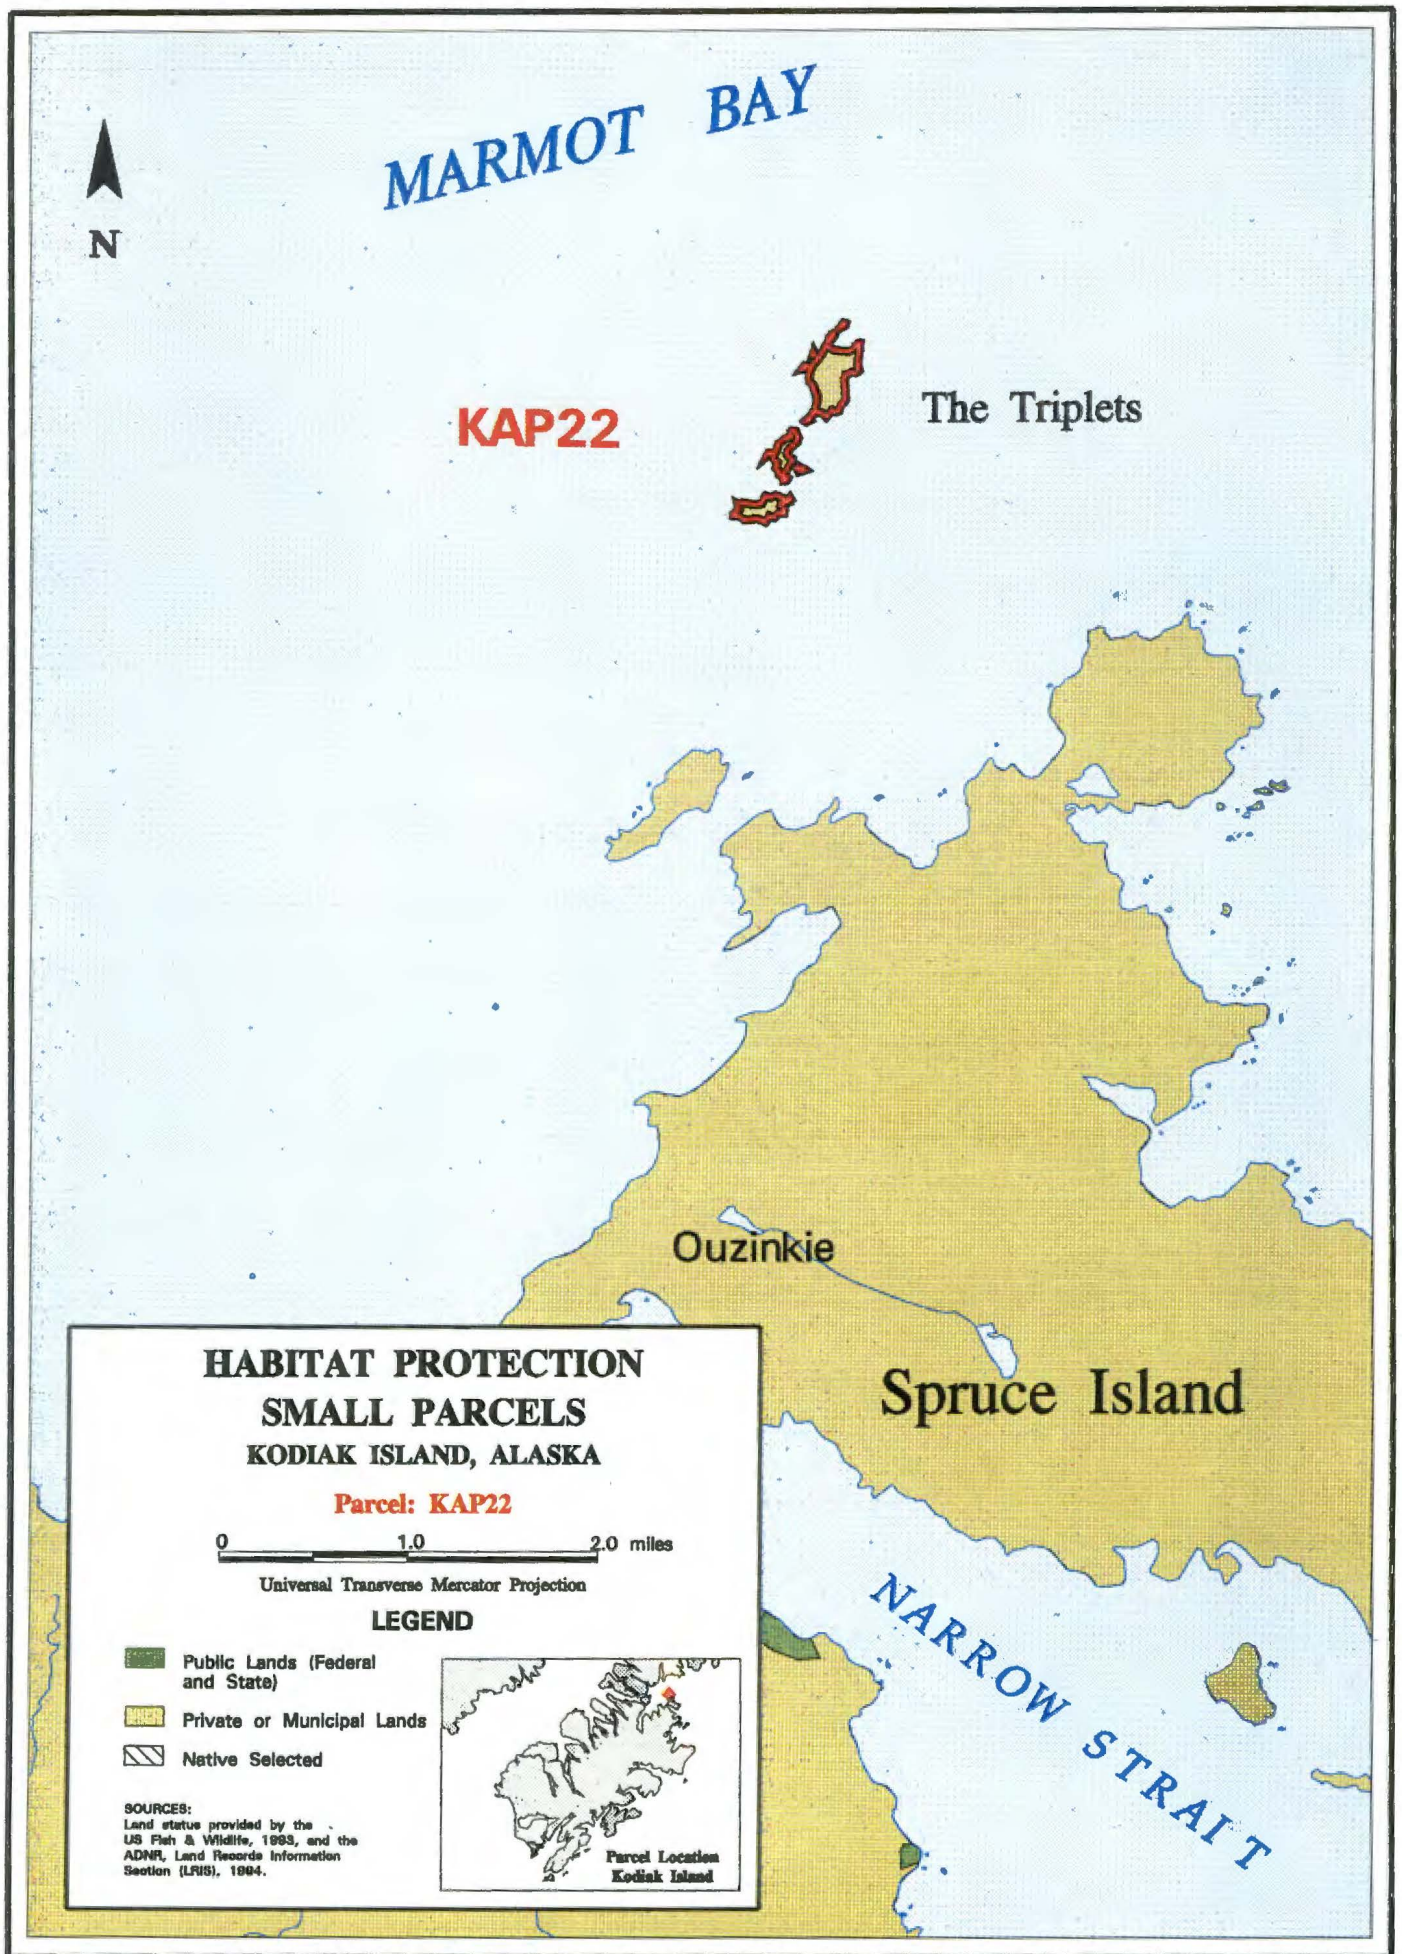 MARMOT BAY
N
KAP22
The Triplets
Ouzinkie
Spruce Island
NARROW STRAIT
HABITAT PROTECTION
SMALL PARCELS
KODIAK ISLAND, ALASKA
Parcel: KAP22
0 1.0 2.0 miles
Universal Transverse Mercator Projection
LEGEND
Public Lands (Federal
and State)
Private or Municipal Lands
Native Selected
SOURCES:
Land status provided by the
US Fish & Wildlife, 1993, and the
ADNR, Land Records Information
Section (LRIS), 1994.
Parcel Location
Kodiak Island